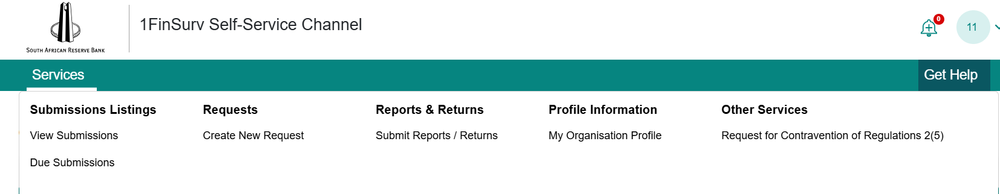 1FinSurv Self-Service Channel
0
11
SOUTH AFRICAN RESERVE BANK
Services
Get Help
Submissions Listings
View Submissions
Due Submissions
Requests
Create New Request
Reports & Returns
Submit Reports / Returns
Profile Information
My Organisation Profile
Other Services
Request for Contravention of Regulations 2(5)